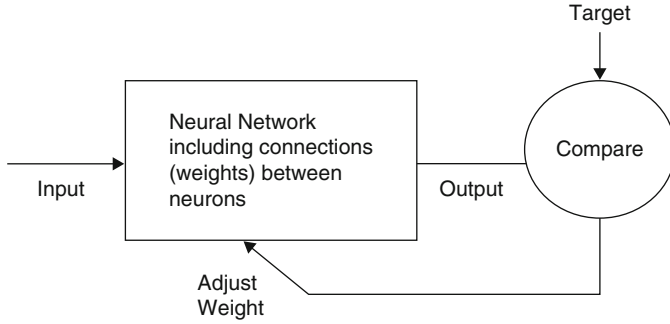 Target
Neural Network
including connections
(weights) between
neurons
Compare
Input
Output
Adjust
Weight